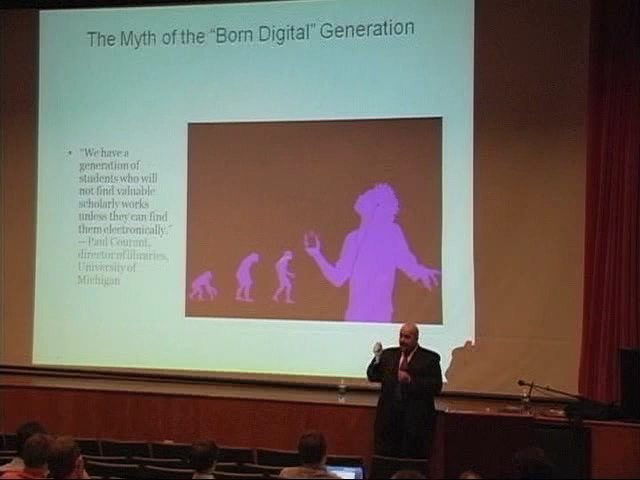 The Myth of the “Born Digital” Generation
• “We have a
generation of
students who will
not find valuable
scholarly works
unless they can find
them electronically.”
—Paul Courant,
director of libraries,
University of
Michigan